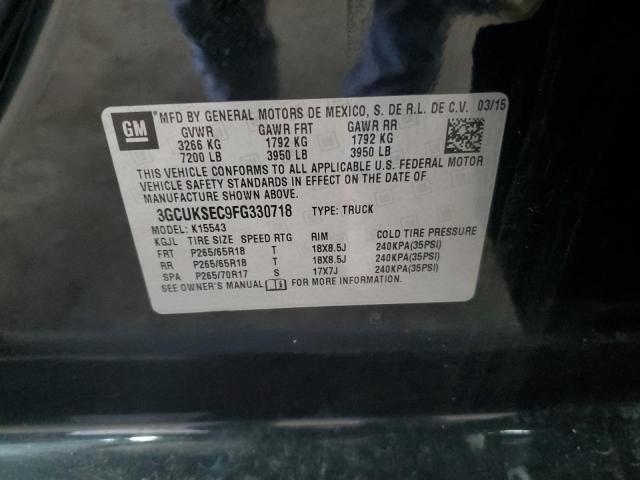 GM
MFD BY GENERAL MOTORS DE MEXICO, S. DE R.L. DE C.V. 03/15
GVWR GAWR FRT GAWR RR
3266 KG 1792 KG 1792 KG
7200 LB 3950 LB 3950 LB
THIS VEHICLE CONFORMS TO ALL APPLICABLE U.S. FEDERAL MOTOR
VEHICLE SAFETY STANDARDS IN EFFECT ON THE DATE OF
MANUFACTURE SHOWN ABOVE.
3GCUKSEC9FG330718 TYPE: TRUCK
MODEL: K15543
KGJL TIRE SIZE SPEED RTG RIM COLD TIRE PRESSURE
FRT P265/65R18 T 18X8.5J 240KPA(35PSI)
RR P265/65R18 T 18X8.5J 240KPA(35PSI)
SPA P265/70R17 S 17X7J 240KPA(35PSI)
SEE OWNER'S MANUAL FOR MORE INFORMATION.